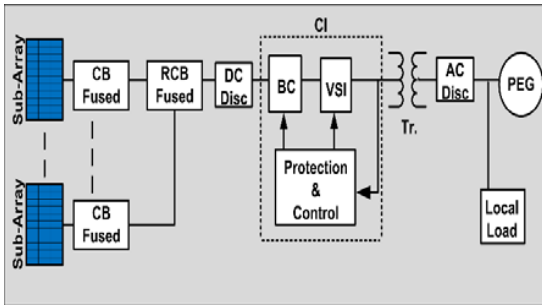 CI
Sub-Array
CB
Fused
RCB
Fused
DC
Disc
BC
VSI
Tr.
AC
Disc
PEG
Protection
&
Control
Sub-Array
CB
Fused
Local
Load